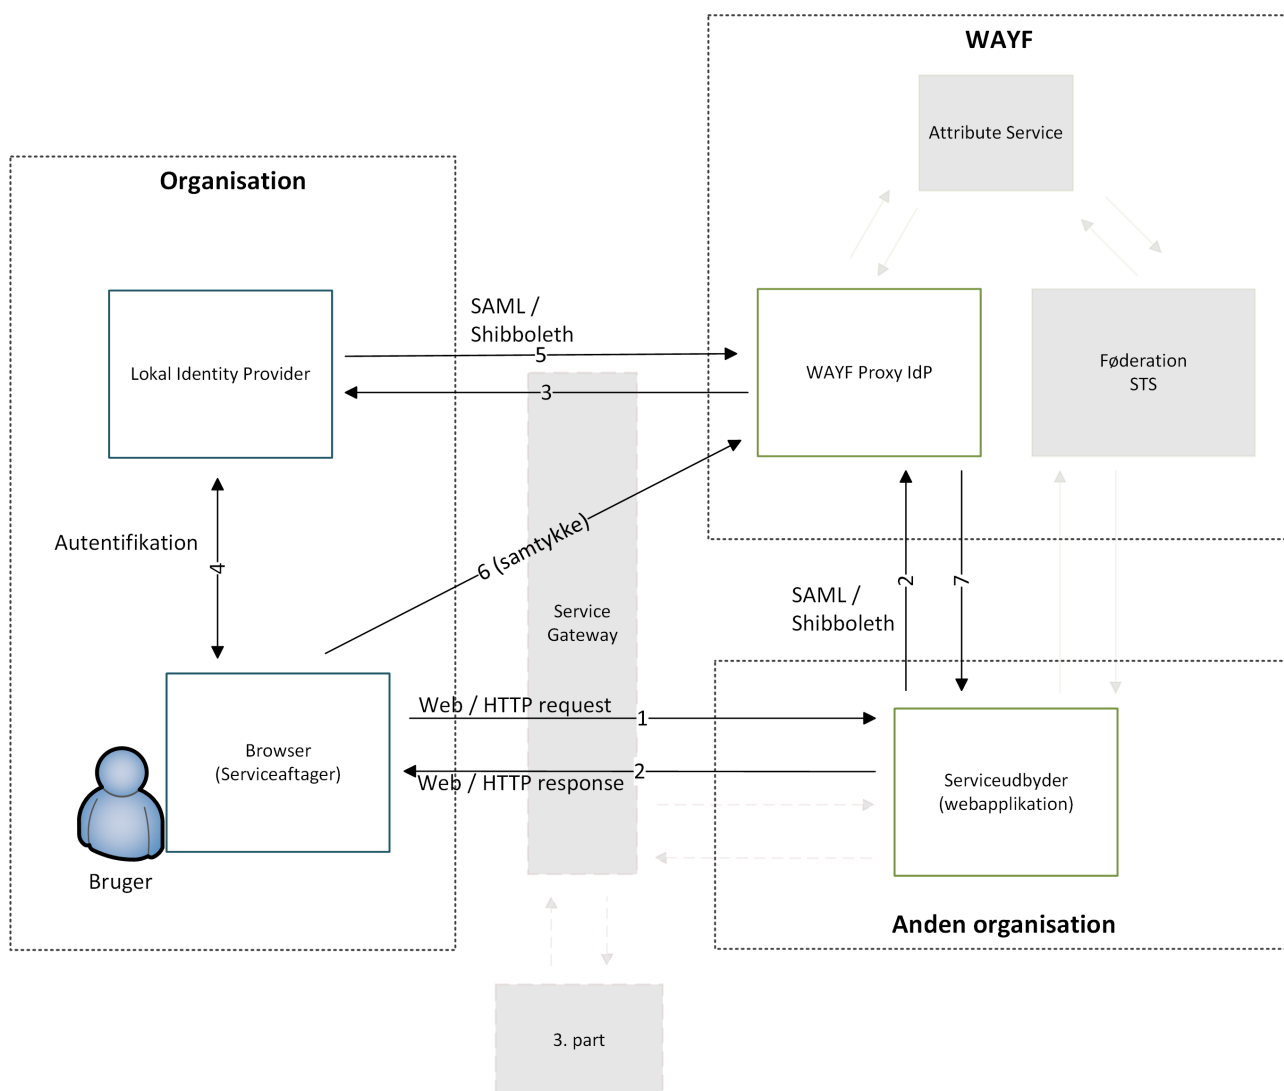 WAYF
Attribute Service
Organisation
SAML /
Shibboleth
5
3
Lokal Identity Provider
WAYF Proxy IdP
Føderation
STS
Autentifikation
4
6 (samtykke)
2
7
SAML /
Shibboleth
Service
Gateway
Web / HTTP request
1
2
Web / HTTP response
Browser
(Serviceaftager)
Serviceudbyder
(webapplikation)
Bruger
Anden organisation
3. part